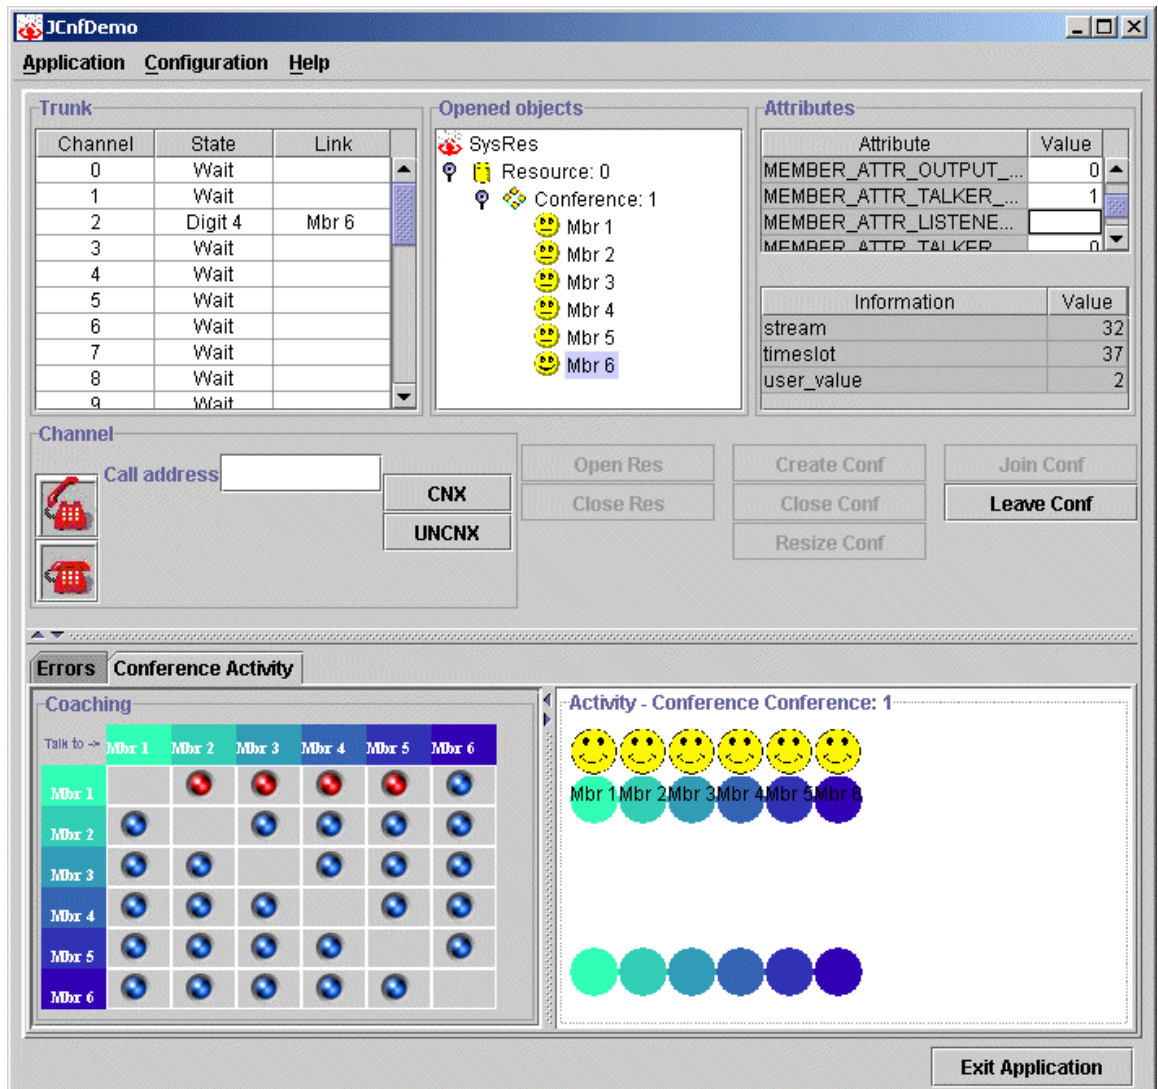 JCnfDemo
Application Configuration Help
Trunk
Channel State Link
0 Wait
1 Wait
2 Digit 4 Mbr 6
3 Wait
4 Wait
5 Wait
6 Wait
7 Wait
8 Wait
9 Wait
Opened objects
SysRes
Resource: 0
Conference: 1
Mbr 1
Mbr 2
Mbr 3
Mbr 4
Mbr 5
Mbr 6
Attributes
Attribute Value
MEMBER_ATTR_OUTPUT_... 0
MEMBER_ATTR_TALKER_... 1
MEMBER_ATTR_LISTENE...
MEMBER_ATTR_TALKER 0
Information Value
stream 32
timeslot 37
user_value 2
Channel
Call address
CNX
UNCNX
Open Res Create Conf Join Conf
Close Res Close Conf Leave Conf
Resize Conf
Errors Conference Activity
Coaching
Talk to -> Mbr 1 Mbr 2 Mbr 3 Mbr 4 Mbr 5 Mbr 6
Mbr 1
Mbr 2
Mbr 3
Mbr 4
Mbr 5
Mbr 6
Activity - Conference Conference: 1
Mbr 1 Mbr 2 Mbr 3 Mbr 4 Mbr 5 Mbr 6
Exit Application